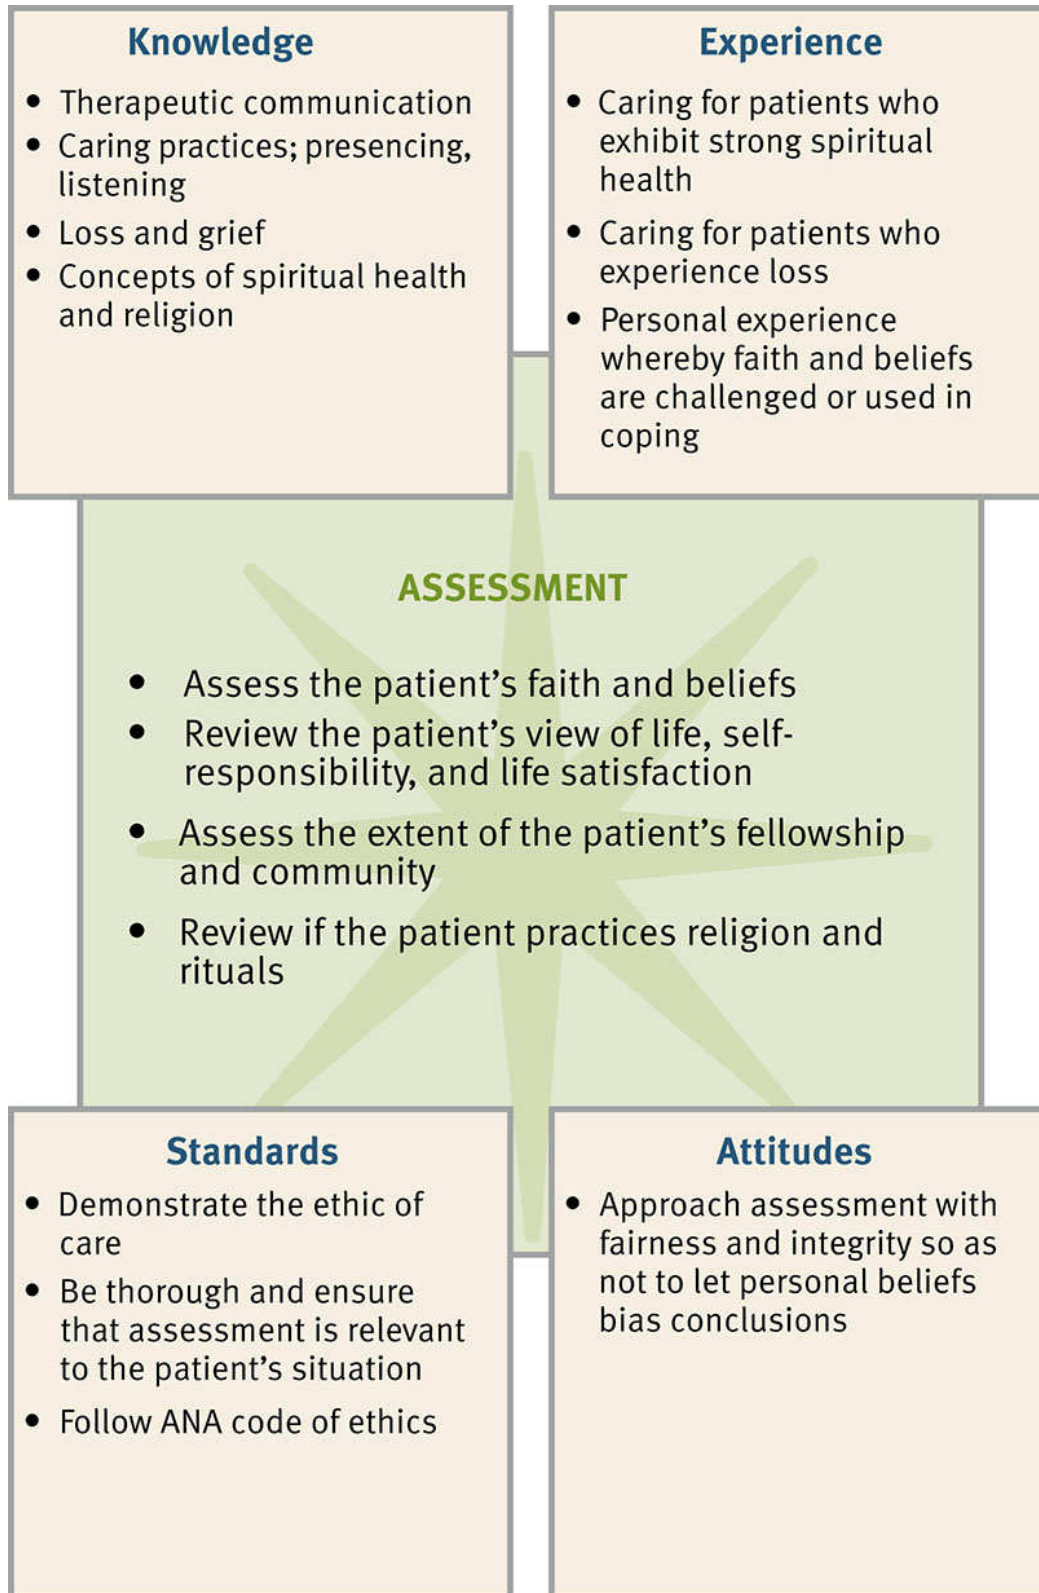 Knowledge
• Therapeutic communication
• Caring practices; presencing,
listening
• Loss and grief
• Concepts of spiritual health
and religion
Experience
• Caring for patients who
exhibit strong spiritual
health
• Caring for patients who
experience loss
• Personal experience
whereby faith and beliefs
are challenged or used in
coping
ASSESSMENT
• Assess the patient’s faith and beliefs
• Review the patient’s view of life, self-
responsibility, and life satisfaction
• Assess the extent of the patient’s fellowship
and community
• Review if the patient practices religion and
rituals
Standards
• Demonstrate the ethic of
care
• Be thorough and ensure
that assessment is relevant
to the patient’s situation
• Follow ANA code of ethics
Attitudes
• Approach assessment with
fairness and integrity so as
not to let personal beliefs
bias conclusions